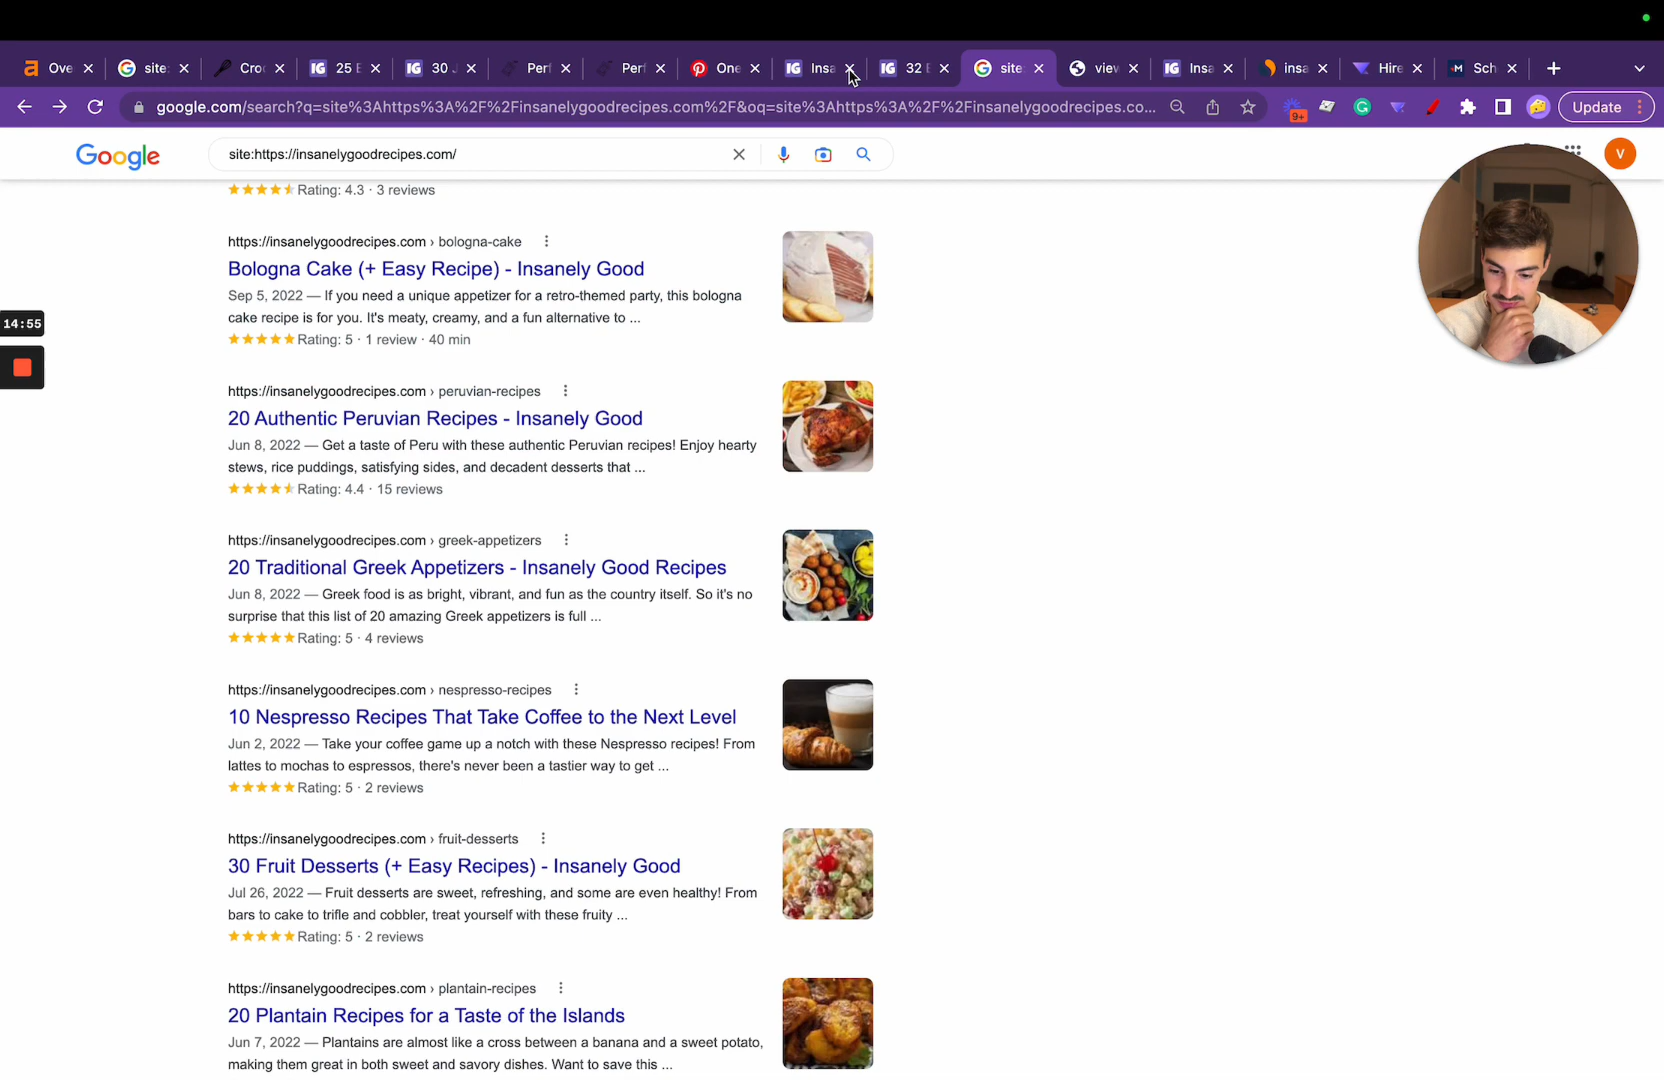 Ove
site:
Croc
25 E
30 J
Perf
Perf
One
Insa
32 E
site:
view
Insa
insa
Hire
Sch
google.com/search?q=site%3Ahttps%3A%2F%2Finsanelygoodrecipes.com%2F&oq=site%3Ahttps%3A%2F%2Finsanelygoodrecipes.co...
9+
Update
Google
site:https://insanelygoodrecipes.com/
V
Rating: 4.3 · 3 reviews
https://insanelygoodrecipes.com › bologna-cake
Bologna Cake (+ Easy Recipe) - Insanely Good
Sep 5, 2022 — If you need a unique appetizer for a retro-themed party, this bologna
cake recipe is for you. It's meaty, creamy, and a fun alternative to ...
Rating: 5 · 1 review · 40 min
14:55
https://insanelygoodrecipes.com › peruvian-recipes
20 Authentic Peruvian Recipes - Insanely Good
Jun 8, 2022 — Get a taste of Peru with these authentic Peruvian recipes! Enjoy hearty
stews, rice puddings, satisfying sides, and decadent desserts that ...
Rating: 4.4 · 15 reviews
https://insanelygoodrecipes.com › greek-appetizers
20 Traditional Greek Appetizers - Insanely Good Recipes
Jun 8, 2022 — Greek food is as bright, vibrant, and fun as the country itself. So it's no
surprise that this list of 20 amazing Greek appetizers is full ...
Rating: 5 · 4 reviews
https://insanelygoodrecipes.com › nespresso-recipes
10 Nespresso Recipes That Take Coffee to the Next Level
Jun 2, 2022 — Take your coffee game up a notch with these Nespresso recipes! From
lattes to mochas to espressos, there's never been a tastier way to get ...
Rating: 5 · 2 reviews
https://insanelygoodrecipes.com › fruit-desserts
30 Fruit Desserts (+ Easy Recipes) - Insanely Good
Jul 26, 2022 — Fruit desserts are sweet, refreshing, and some are even healthy! From
bars to cake to trifle and cobbler, treat yourself with these fruity ...
Rating: 5 · 2 reviews
https://insanelygoodrecipes.com › plantain-recipes
20 Plantain Recipes for a Taste of the Islands
Jun 7, 2022 — Plantains are almost like a cross between a banana and a sweet potato,
making them great in both sweet and savory dishes. Want to save this ...